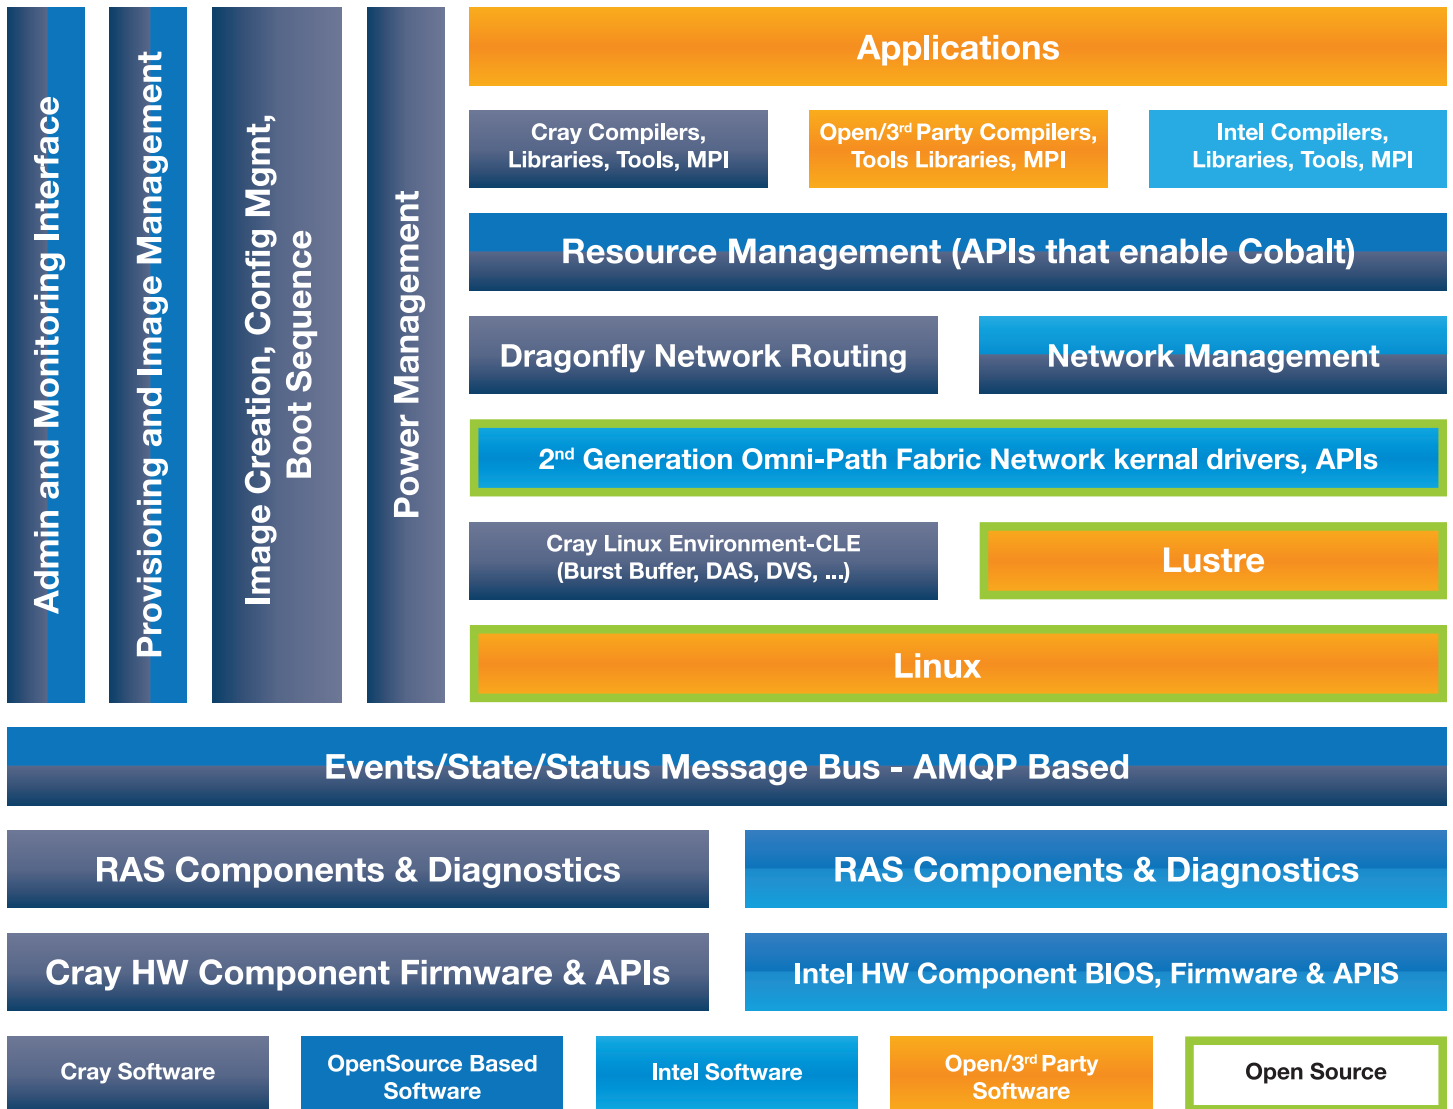 Admin and Monitoring Interface
Provisioning and Image Management
Image Creation, Config Mgmt,
Boot Sequence
Power Management
Applications
Cray Compilers,
Libraries, Tools, MPI
Open/3rd Party Compilers,
Tools Libraries, MPI
Intel Compilers,
Libraries, Tools, MPI
Resource Management (APIs that enable Cobalt)
Dragonfly Network Routing
Network Management
2nd Generation Omni-Path Fabric Network kernal drivers, APIs
Cray Linux Environment-CLE
(Burst Buffer, DAS, DVS, ...)
Lustre
Linux
Events/State/Status Message Bus - AMQP Based
RAS Components & Diagnostics
RAS Components & Diagnostics
Cray HW Component Firmware & APIs
Intel HW Component BIOS, Firmware & APIS
Cray Software
OpenSource Based
Software
Intel Software
Open/3rd Party
Software
Open Source